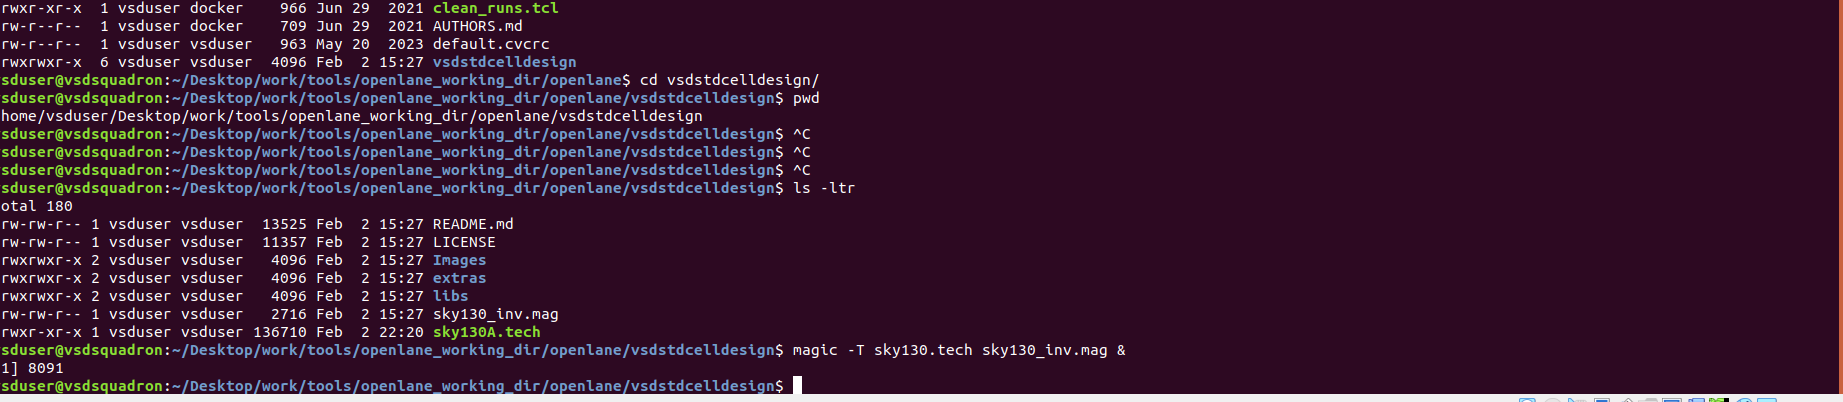 rwxr-xr-x  1 vsduser docker    966 Jun 29  2021 clean_runs.tcl
rw-r--r--  1 vsduser docker    709 Jun 29  2021 AUTHORS.md
rw-r--r--  1 vsduser vsduser   963 May 20  2023 default.cvcrc
rwxrwxr-x  6 vsduser vsduser  4096 Feb  2 15:27 vsdstdcelldesign
sduser@vsdsquadron:~/Desktop/work/tools/openlane_working_dir/openlane$ cd vsdstdcelldesign/
sduser@vsdsquadron:~/Desktop/work/tools/openlane_working_dir/openlane/vsdstdcelldesign$ pwd
home/vsduser/Desktop/work/tools/openlane_working_dir/openlane/vsdstdcelldesign
sduser@vsdsquadron:~/Desktop/work/tools/openlane_working_dir/openlane/vsdstdcelldesign$ ^C
sduser@vsdsquadron:~/Desktop/work/tools/openlane_working_dir/openlane/vsdstdcelldesign$ ^C
sduser@vsdsquadron:~/Desktop/work/tools/openlane_working_dir/openlane/vsdstdcelldesign$ ^C
sduser@vsdsquadron:~/Desktop/work/tools/openlane_working_dir/openlane/vsdstdcelldesign$ ls -ltr
otal 180
rw-rw-r-- 1 vsduser vsduser  13525 Feb  2 15:27 README.md
rw-rw-r-- 1 vsduser vsduser  11357 Feb  2 15:27 LICENSE
rwxrwxr-x 2 vsduser vsduser   4096 Feb  2 15:27 Images
rwxrwxr-x 2 vsduser vsduser   4096 Feb  2 15:27 extras
rwxrwxr-x 2 vsduser vsduser   4096 Feb  2 15:27 libs
rw-rw-r-- 1 vsduser vsduser   2716 Feb  2 15:27 sky130_inv.mag
rwxr-xr-x 1 vsduser vsduser 136710 Feb  2 22:20 sky130A.tech
sduser@vsdsquadron:~/Desktop/work/tools/openlane_working_dir/openlane/vsdstdcelldesign$ magic -T sky130.tech sky130_inv.mag &
1] 8091
sduser@vsdsquadron:~/Desktop/work/tools/openlane_working_dir/openlane/vsdstdcelldesign$